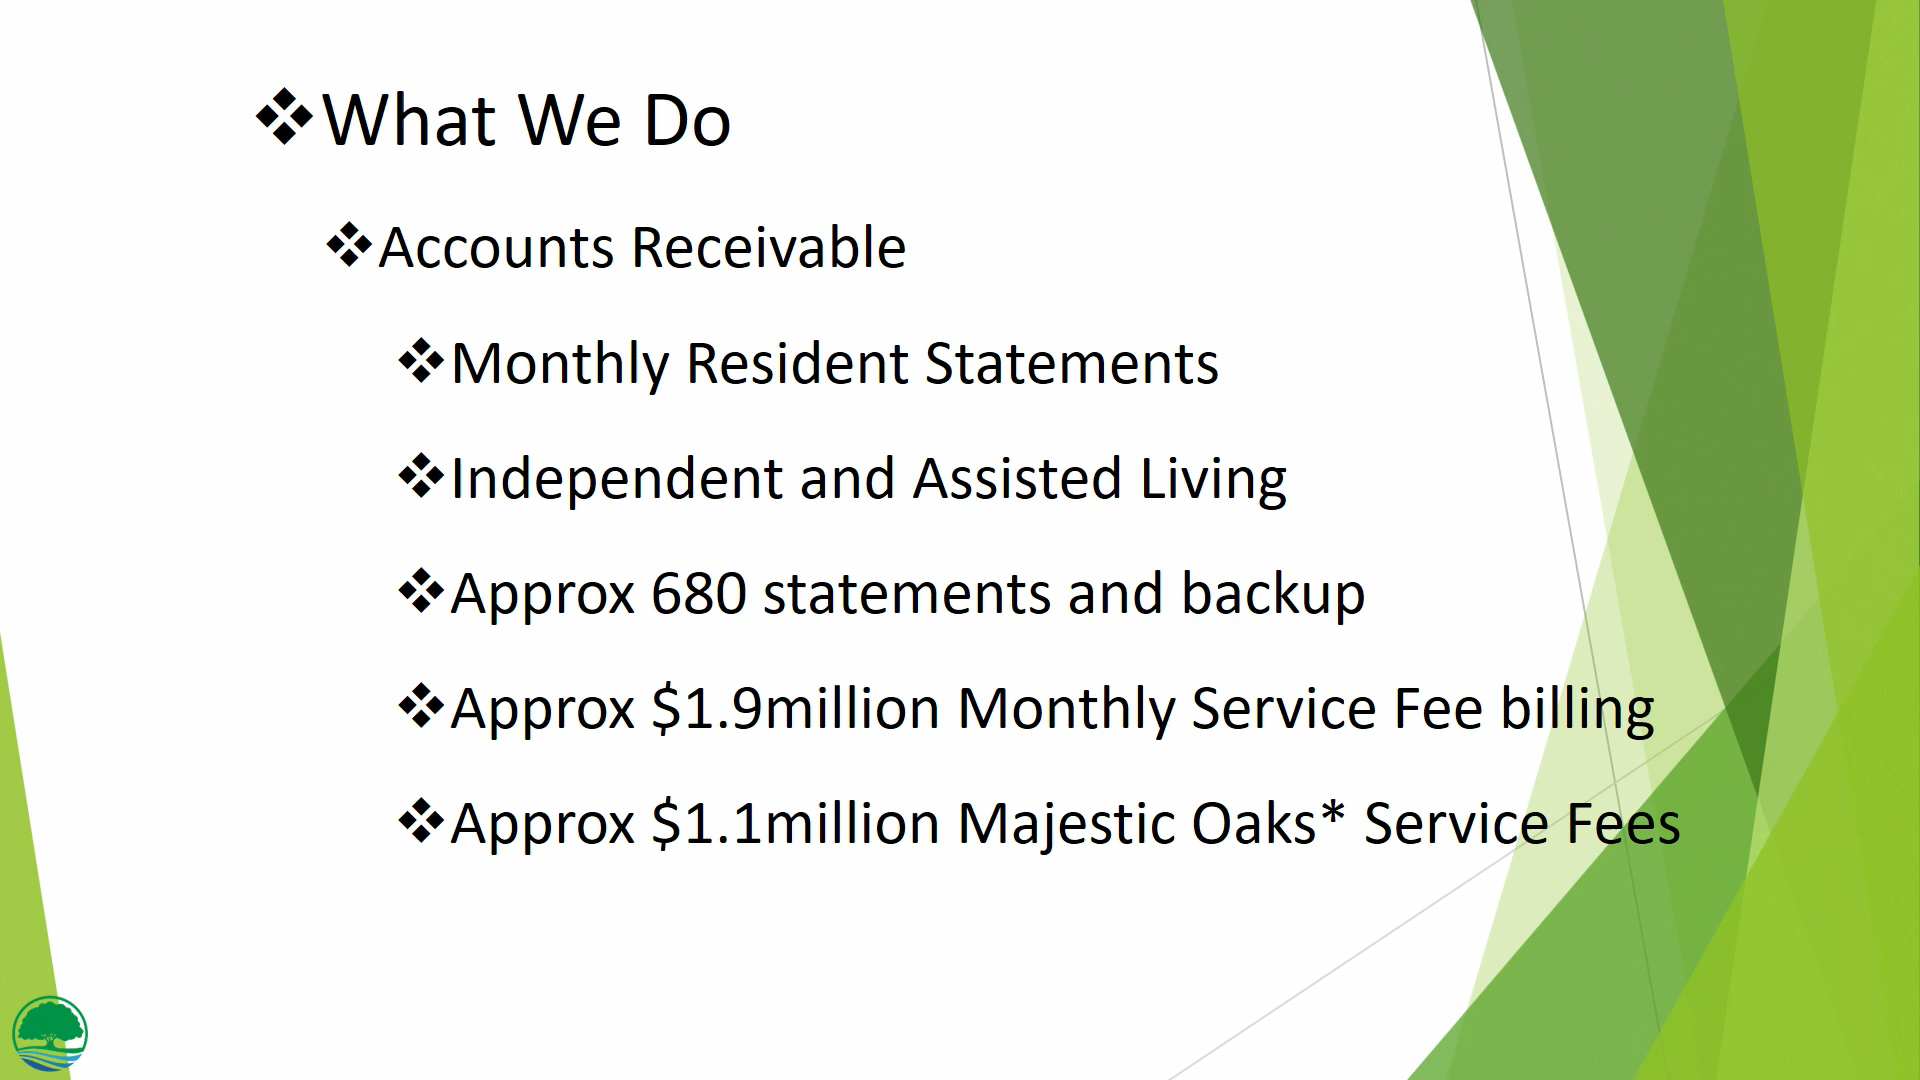 What We Do
Accounts Receivable
Monthly Resident Statements
Independent and Assisted Living
Approx 680 statements and backup
Approx $1.9million Monthly Service Fee billing
Approx $1.1million Majestic Oaks* Service Fees